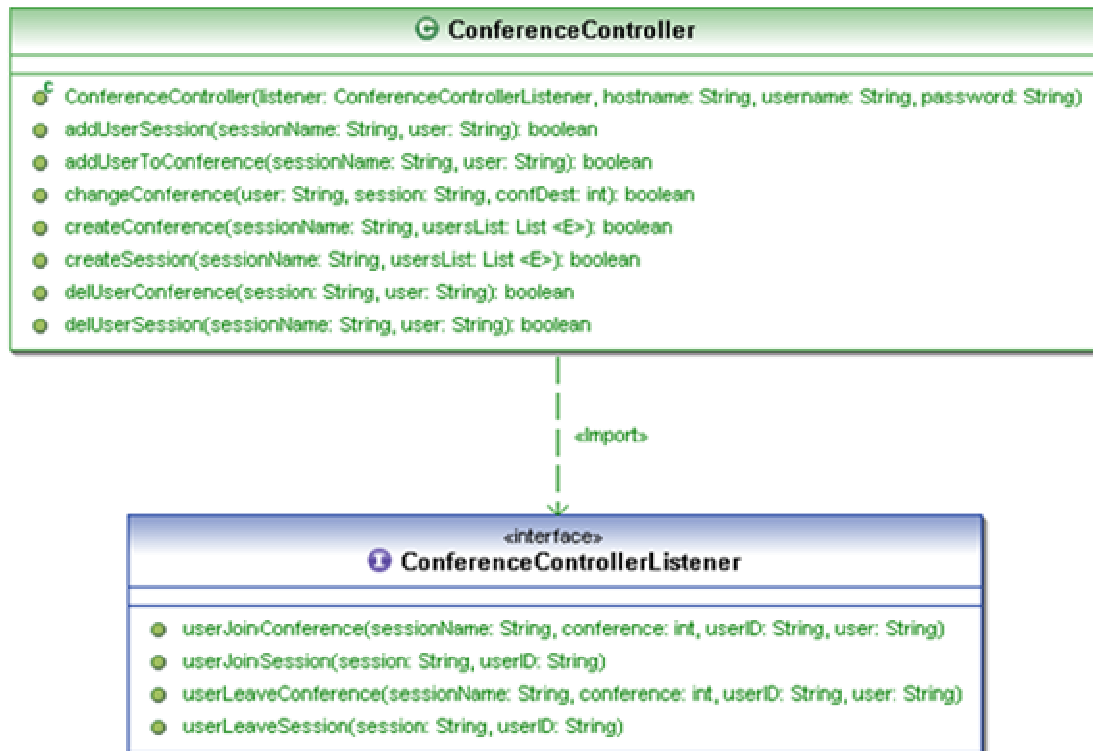 C ConferenceController
C ConferenceController(listener: ConferenceControllerListener, hostname: String, username: String, password: String)
addUserSession(sessionName: String, user: String): boolean
addUserToConference(sessionName: String, user: String): boolean
changeConference(user: String, session: String, confDest: int): boolean
createConference(sessionName: String, usersList: List <E>): boolean
createSession(sessionName: String, usersList: List <E>): boolean
delUserConference(session: String, user: String): boolean
delUserSession(sessionName: String, user: String): boolean
«Import»
«interface»
I ConferenceControllerListener
userJoinConference(sessionName: String, conference: int, userID: String, user: String)
userJoinSession(session: String, userID: String)
userLeaveConference(sessionName: String, conference: int, userID: String, user: String)
userLeaveSession(session: String, userID: String)